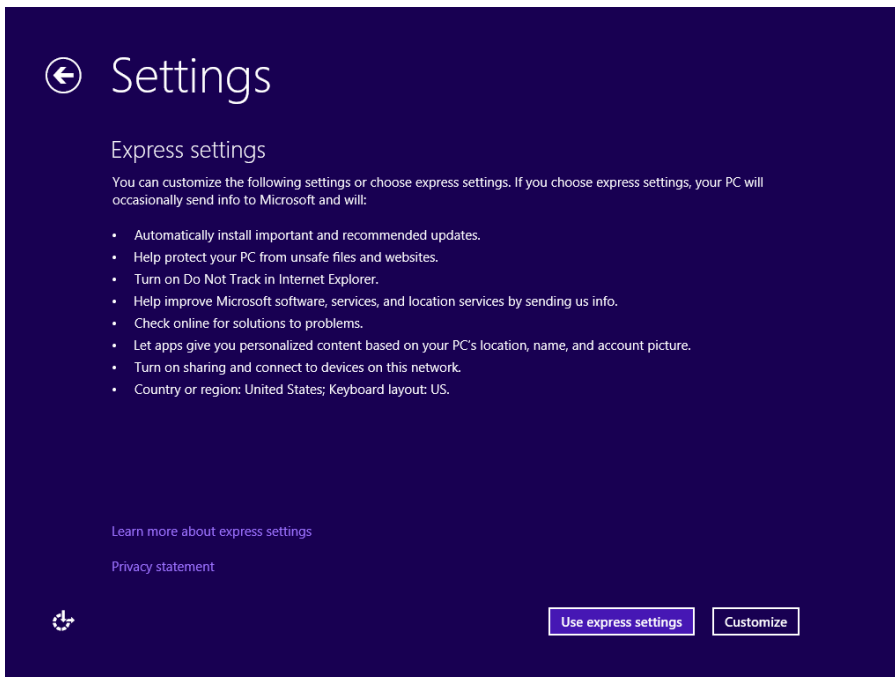 Settings
Express settings
You can customize the following settings or choose express settings. If you choose express settings, your PC will
occasionally send info to Microsoft and will:
• Automatically install important and recommended updates.
• Help protect your PC from unsafe files and websites.
• Turn on Do Not Track in Internet Explorer.
• Help improve Microsoft software, services, and location services by sending us info.
• Check online for solutions to problems.
• Let apps give you personalized content based on your PC's location, name, and account picture.
• Turn on sharing and connect to devices on this network.
• Country or region: United States; Keyboard layout: US.
Learn more about express settings
Privacy statement
Use express settings Customize